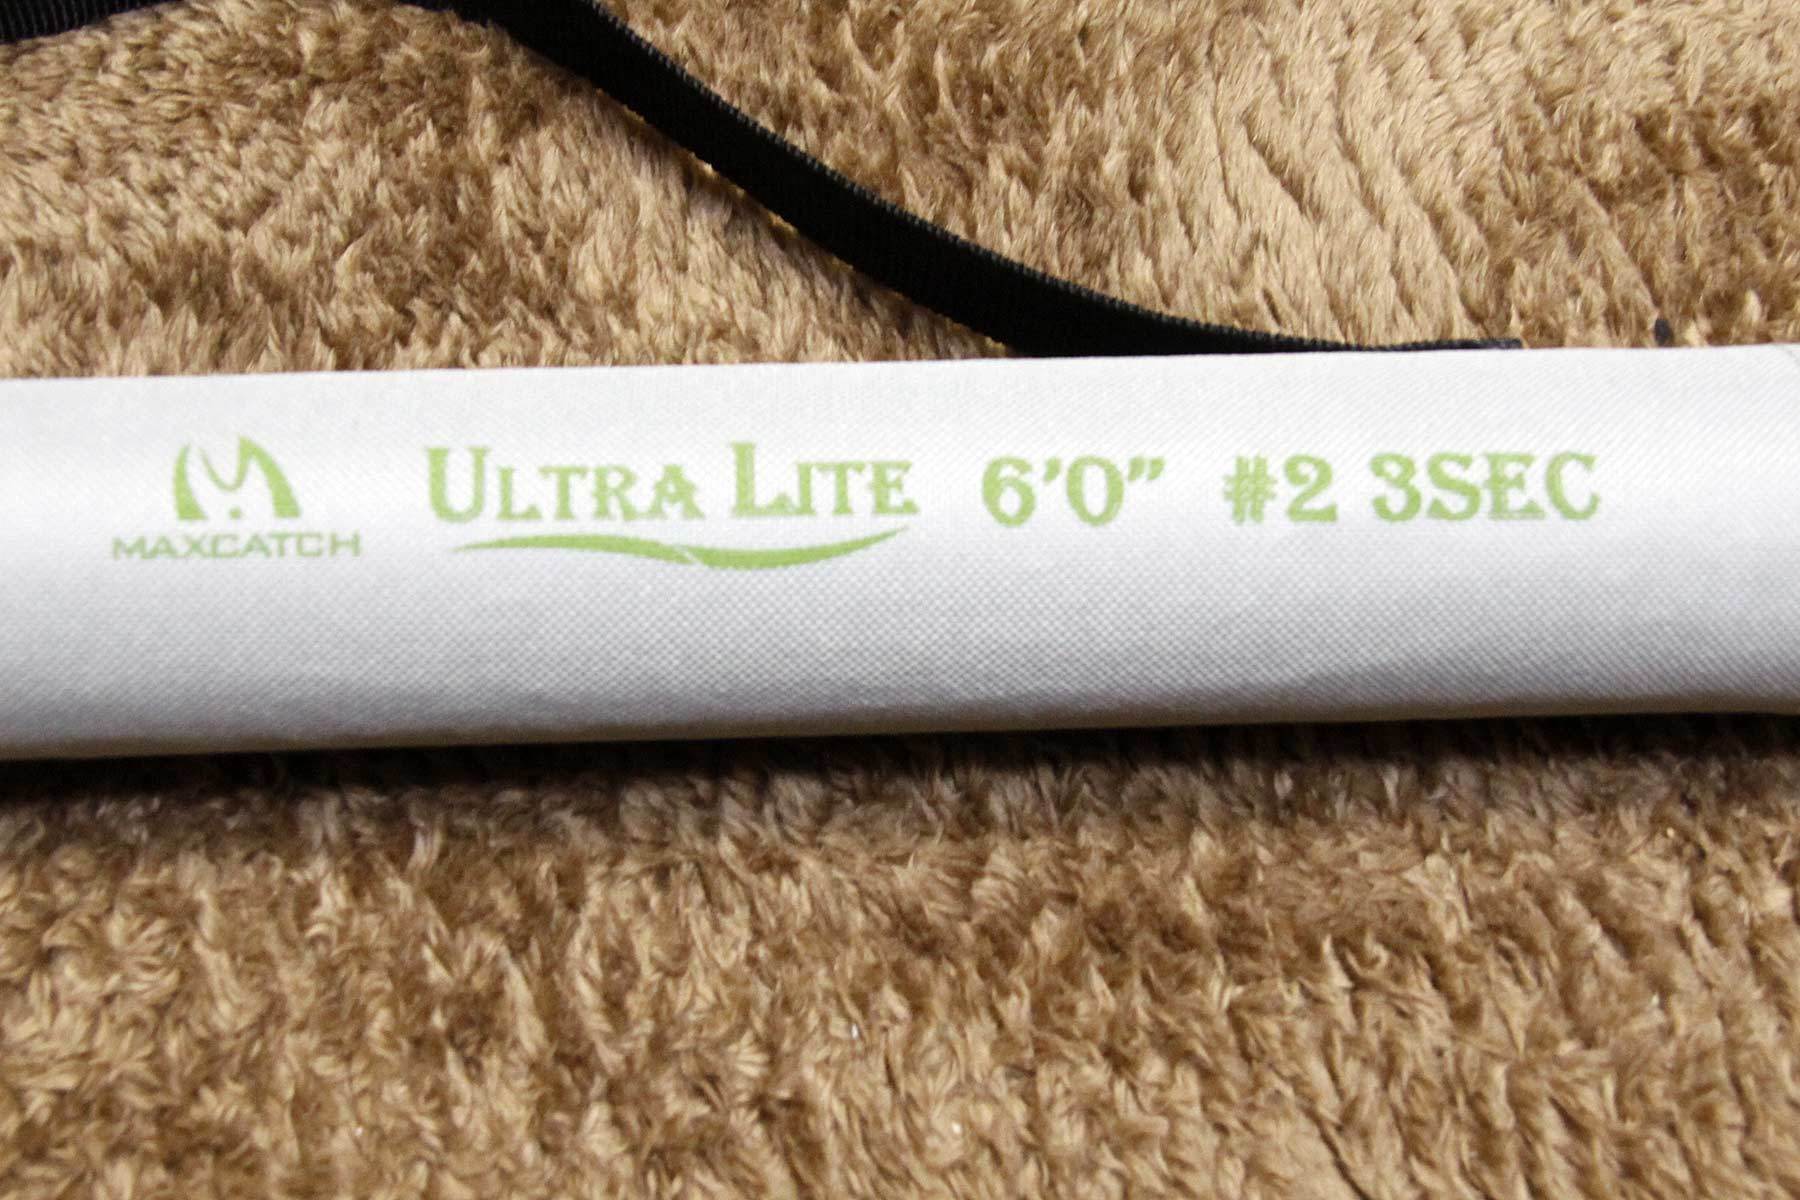 MAXCATCH ULTRA LITE 6'0" #2 3SEC